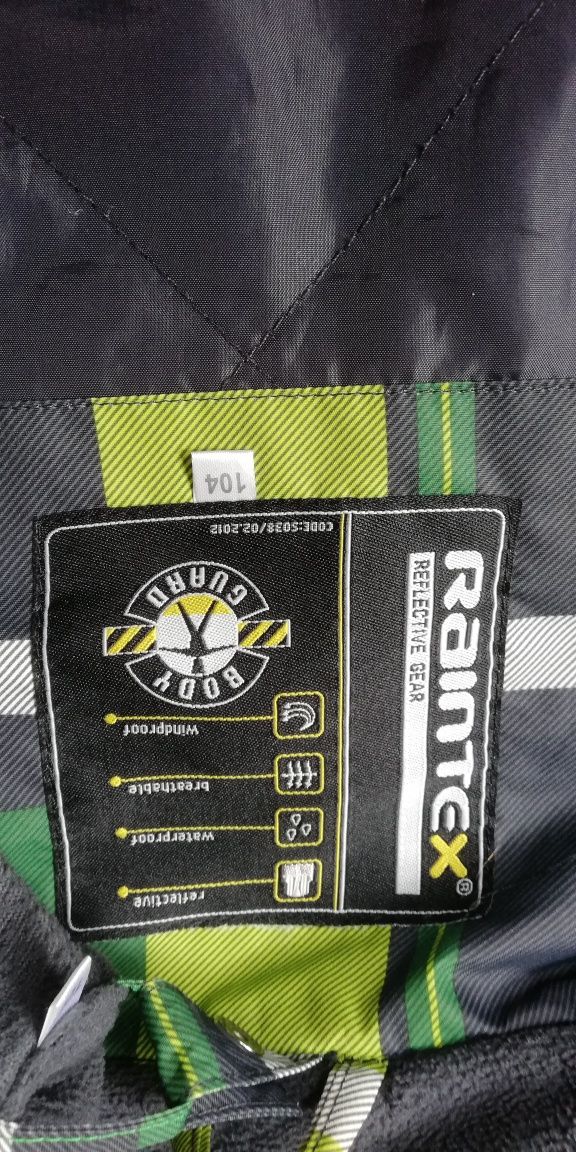 104
RAINTEX®
REFLECTIVE GEAR
CODE:S038/02.2012
BODY
GUARD
reflective
waterproof
breathable
windproof